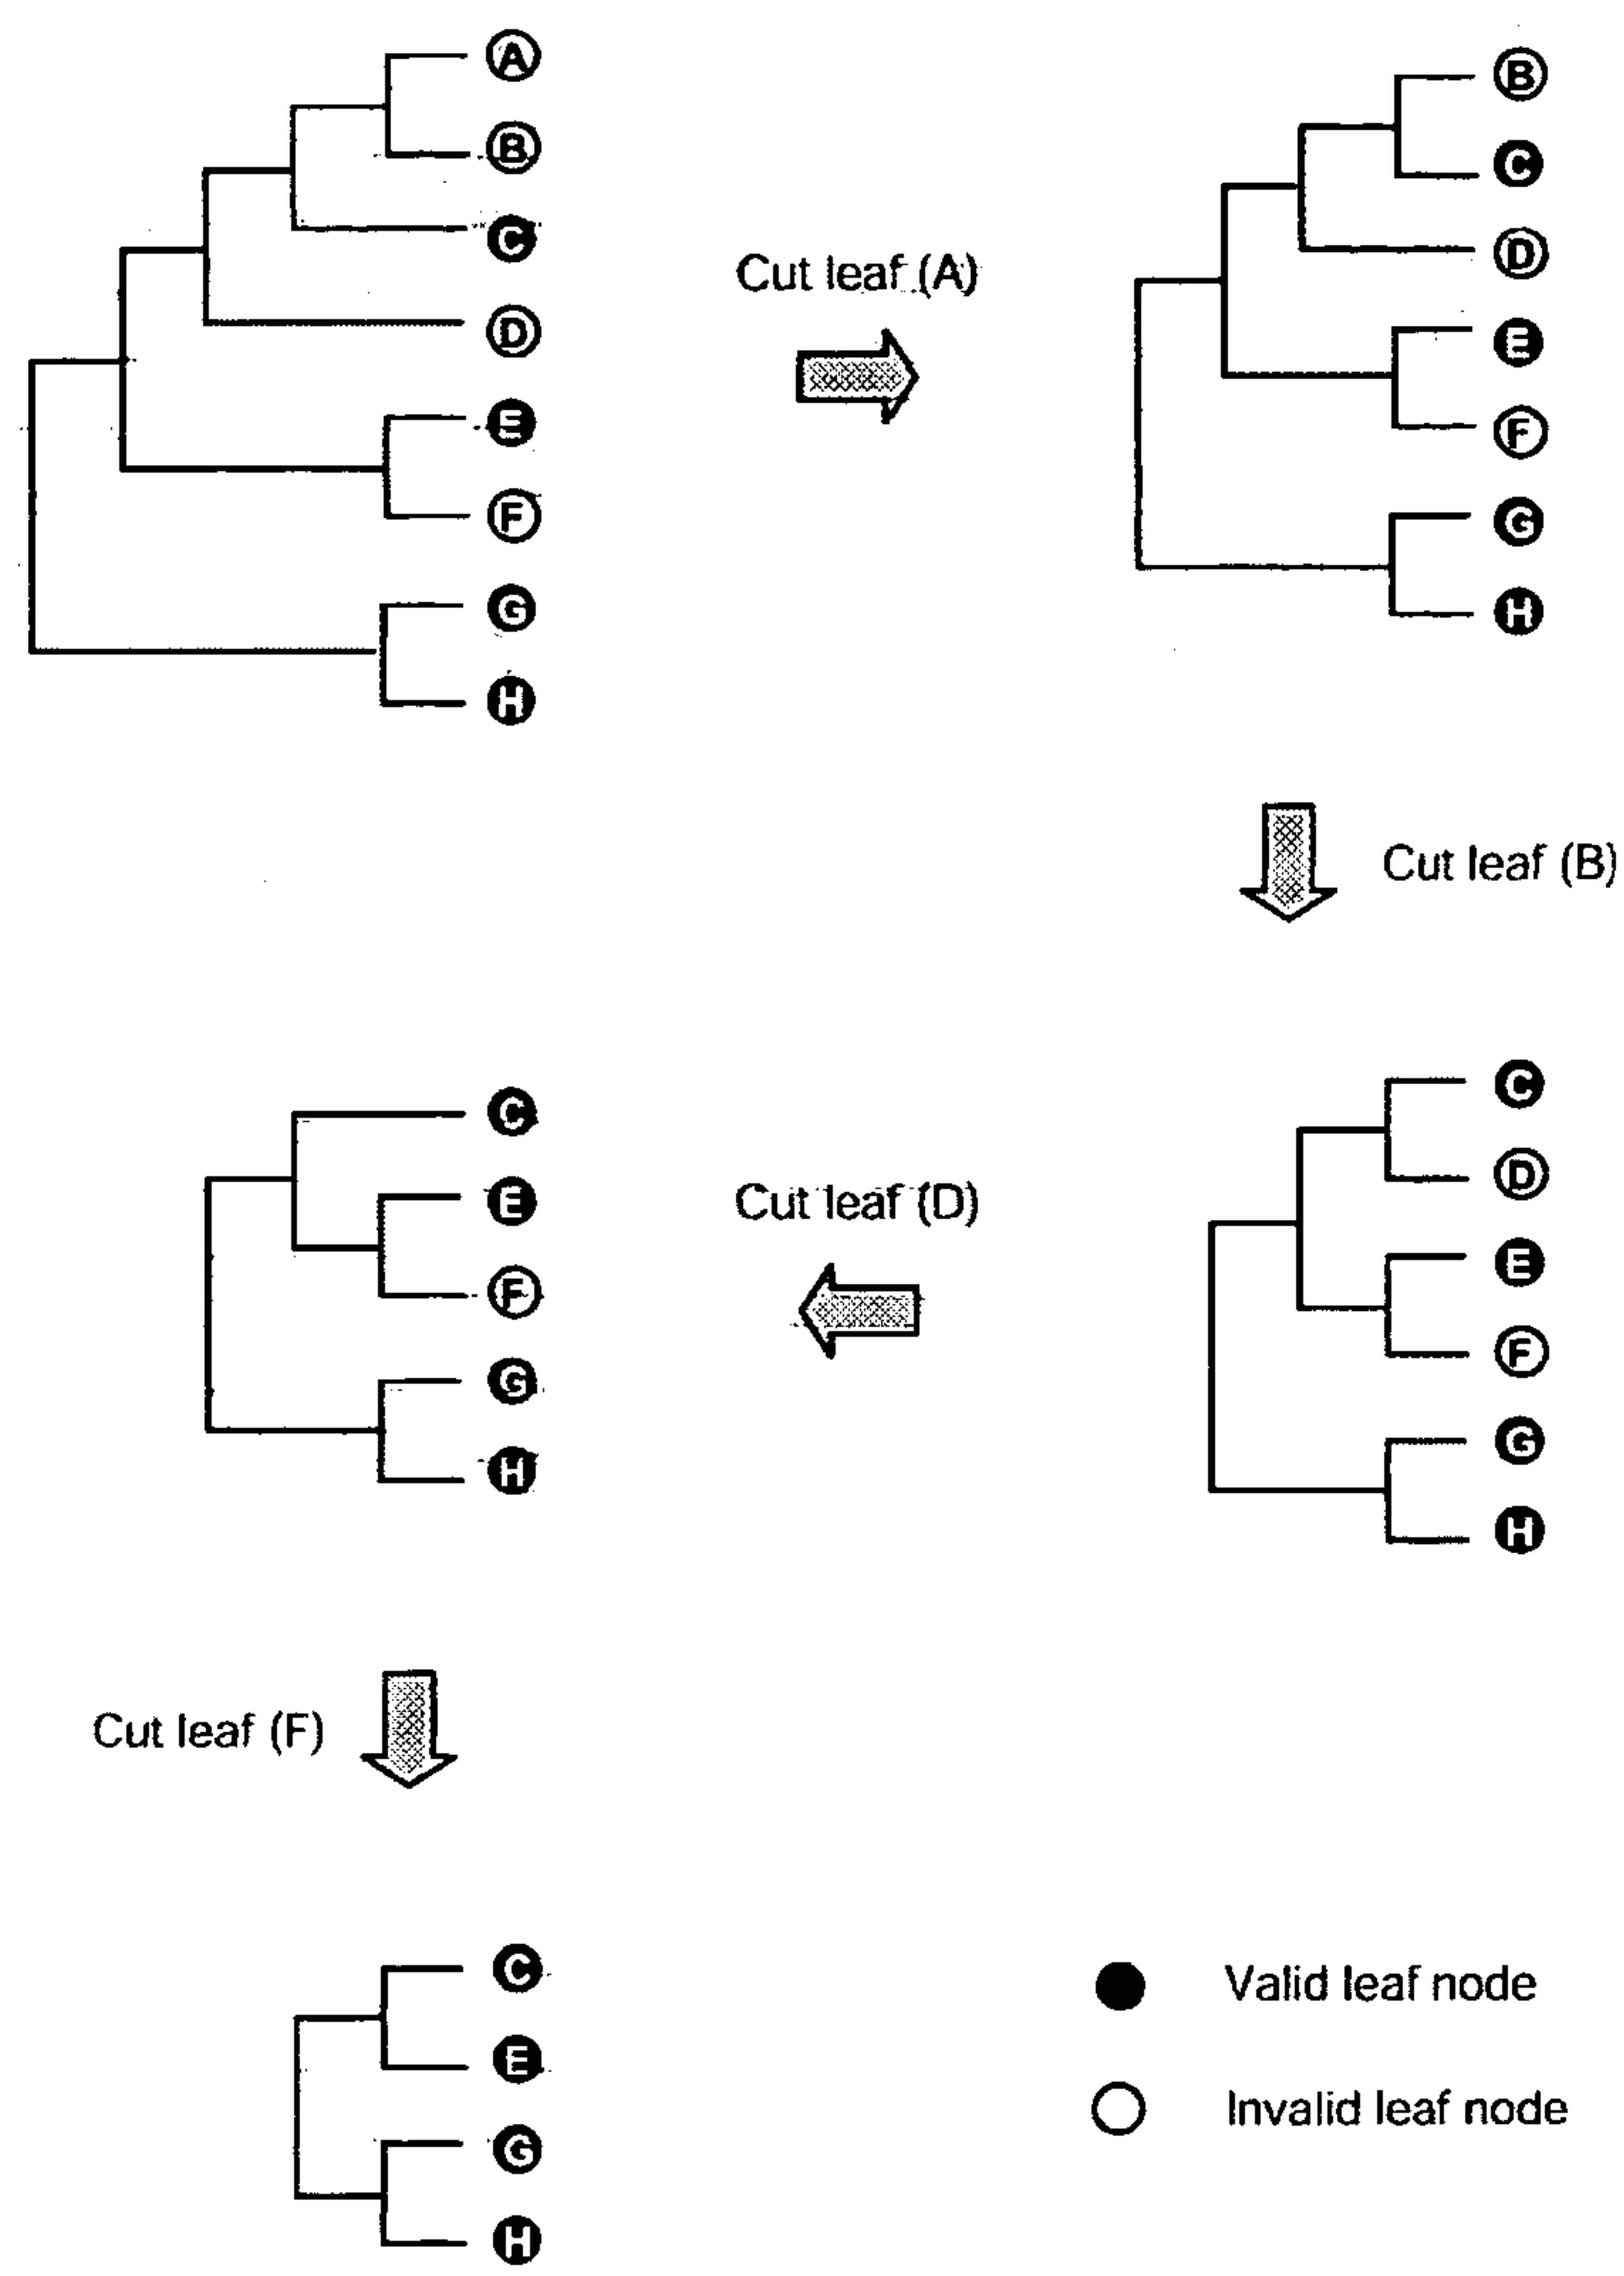 A
B
C
D
E
F
G
H
Cut leaf (A)
B
C
D
E
F
G
H
Cut leaf (B)
C
D
E
F
G
H
Cut leaf (D)
C
E
F
G
H
Cut leaf (F)
C
E
G
H
Valid leaf node
Invalid leaf node